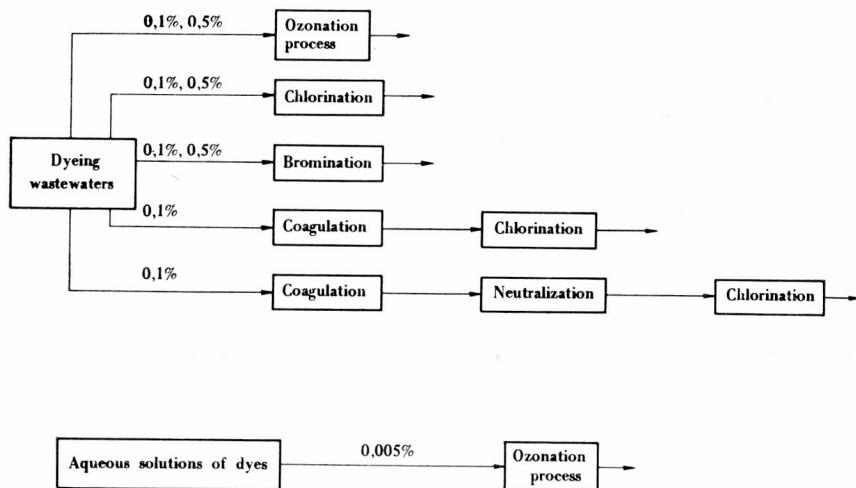 0,1%, 0,5%
Ozonation
process
0,1%, 0,5%
Chlorination
Dyeing
wastewaters
0,1%, 0,5%
Bromination
0,1%
Coagulation
Chlorination
0,1%
Coagulation
Neutralization
Chlorination
Aqueous solutions of dyes
0,005%
Ozonation
process